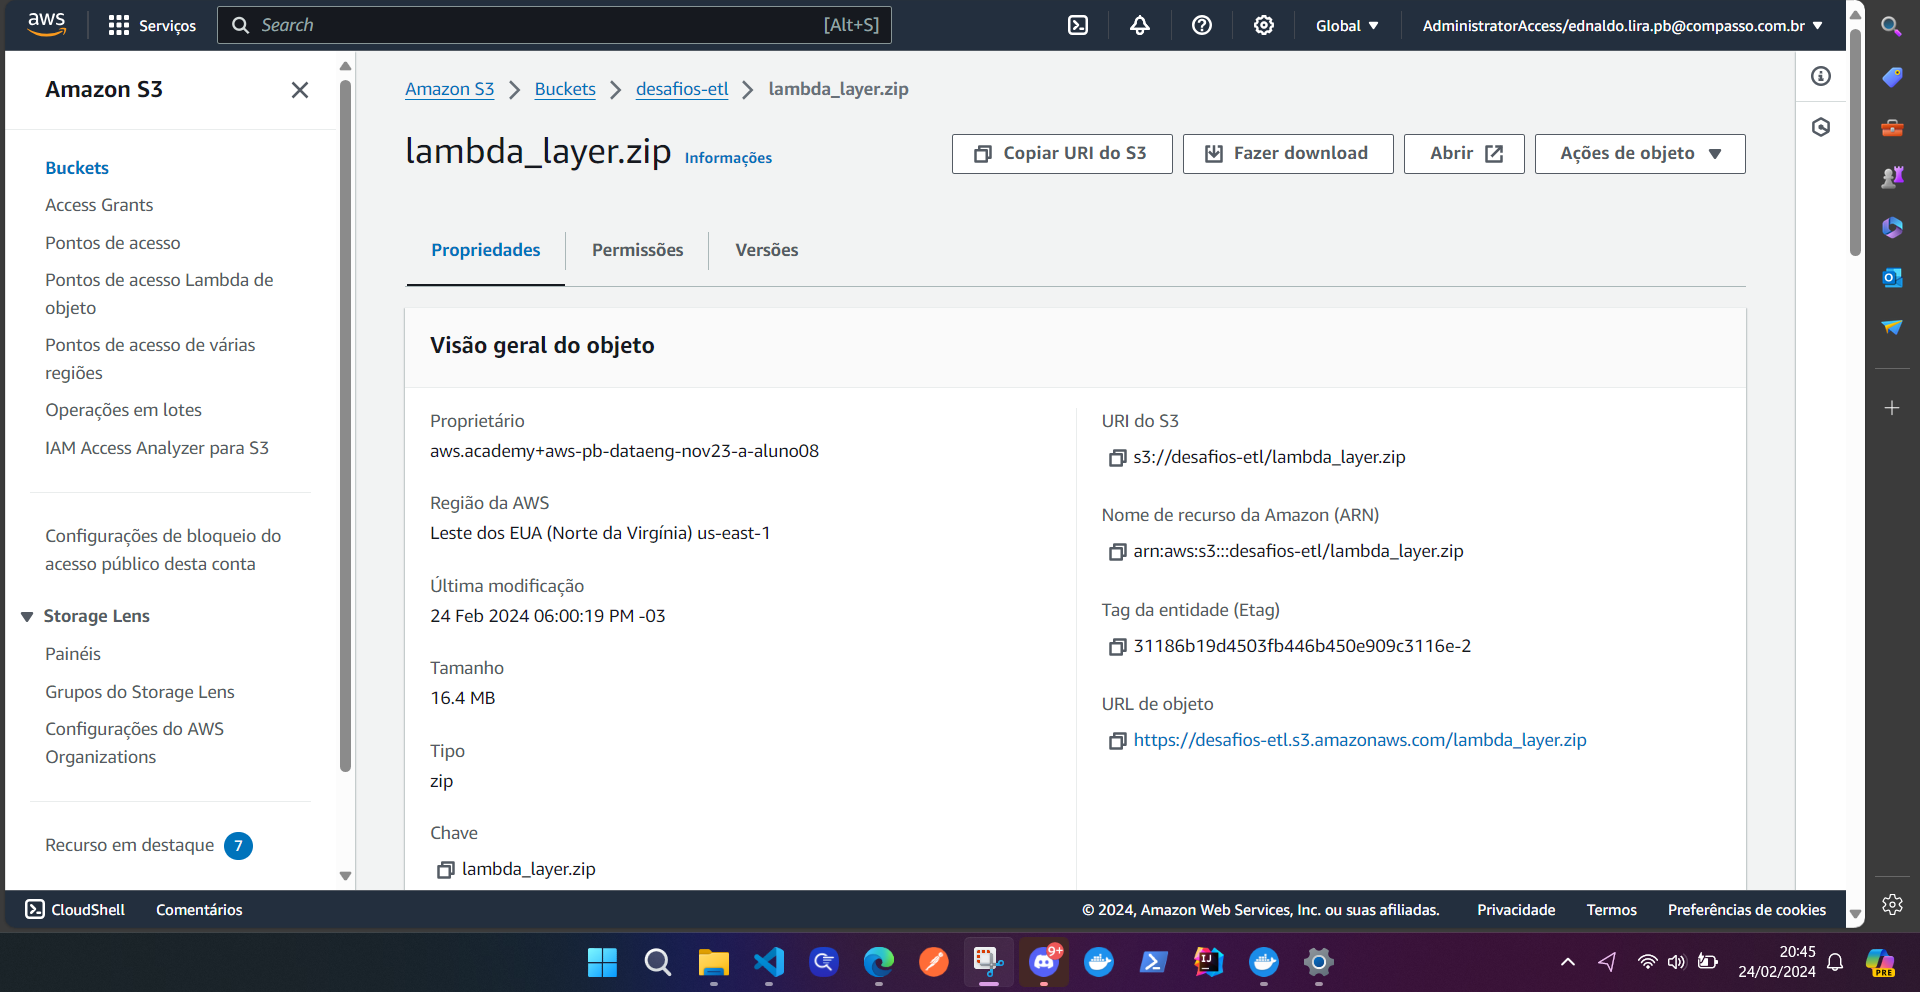 aws
Serviços
Search
[Alt+S]
Global
AdministratorAccess/ednaldo.lira.pb@compasso.com.br
Amazon S3
Buckets
Access Grants
Pontos de acesso
Pontos de acesso Lambda de
objeto
Pontos de acesso de várias
regiões
Operações em lotes
IAM Access Analyzer para S3
Configurações de bloqueio do
acesso público desta conta
Storage Lens
Painéis
Grupos do Storage Lens
Configurações do AWS
Organizations
Recurso em destaque
7
Amazon S3
Buckets
desafios-etl
lambda_layer.zip
lambda_layer.zip
Informações
Copiar URI do S3
Fazer download
Abrir
Ações de objeto
Propriedades
Permissões
Versões
Visão geral do objeto
Proprietário
aws.academy+aws-pb-dataeng-nov23-a-aluno08
Região da AWS
Leste dos EUA (Norte da Virgínia) us-east-1
Última modificação
24 Feb 2024 06:00:19 PM -03
Tamanho
16.4 MB
Tipo
zip
Chave
lambda_layer.zip
URI do S3
s3://desafios-etl/lambda_layer.zip
Nome de recurso da Amazon (ARN)
arn:aws:s3:::desafios-etl/lambda_layer.zip
Tag da entidade (Etag)
31186b19d4503fb446b450e909c3116e-2
URL de objeto
https://desafios-etl.s3.amazonaws.com/lambda_layer.zip
CloudShell
Comentários
© 2024, Amazon Web Services, Inc. ou suas afiliadas.
Privacidade
Termos
Preferências de cookies
9+
IJ
20:45
24/02/2024
PRE